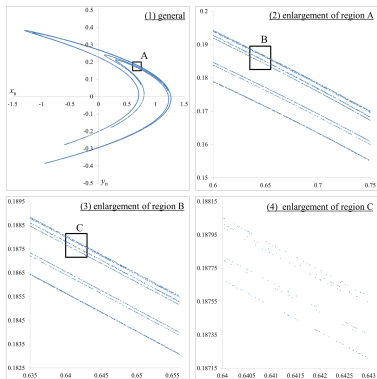 (1) general
0.5
0.4
0.3
0.2
0.1
0
-0.1
-0.2
-0.3
-0.4
-0.5
A
xn
-1.5 -1 -0.5 0 0.5 1 1.5
yn
(2) enlargement of region A
0.2
0.19
0.18
0.17
0.16
0.15
B
0.6 0.65 0.7 0.75
(3) enlargement of region B
0.1895
0.1885
0.1875
0.1865
0.1855
0.1845
0.1835
0.1825
C
0.635 0.64 0.645 0.65 0.655
(4) enlargement of region C
0.18815
0.18795
0.18775
0.18755
0.18735
0.18715
0.64 0.6405 0.641 0.6415 0.642 0.6425 0.643